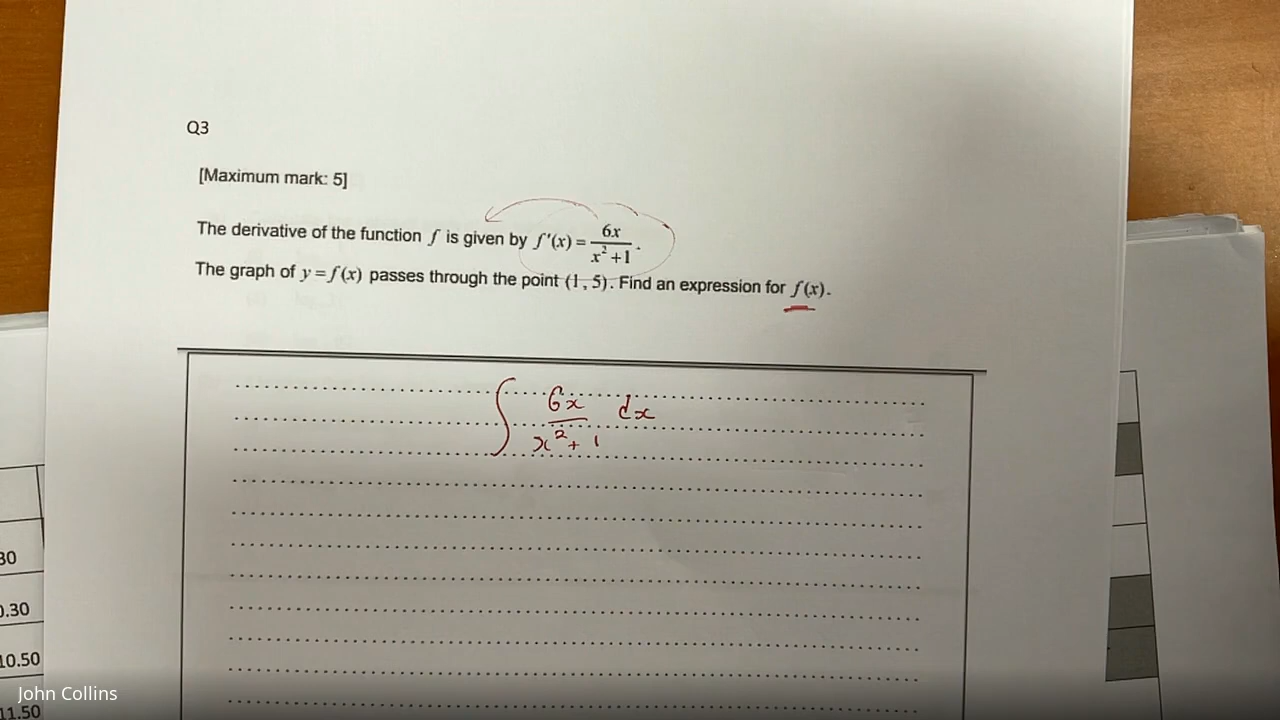 Q3
[Maximum mark: 5]
The derivative of the function f is given by f'(x) = 6x / (x² + 1).
The graph of y = f(x) passes through the point (1, 5). Find an expression for f(x).
∫ 6x / (x² + 1) dx
30
0.30
10.50
11.50
John Collins